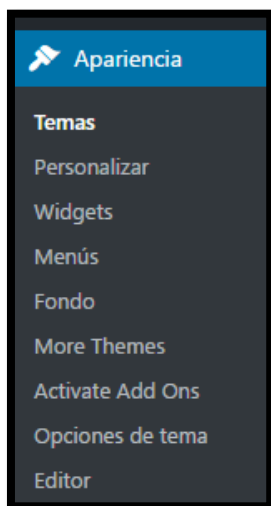 Apariencia
Temas
Personalizar
Widgets
Menús
Fondo
More Themes
Activate Add Ons
Opciones de tema
Editor